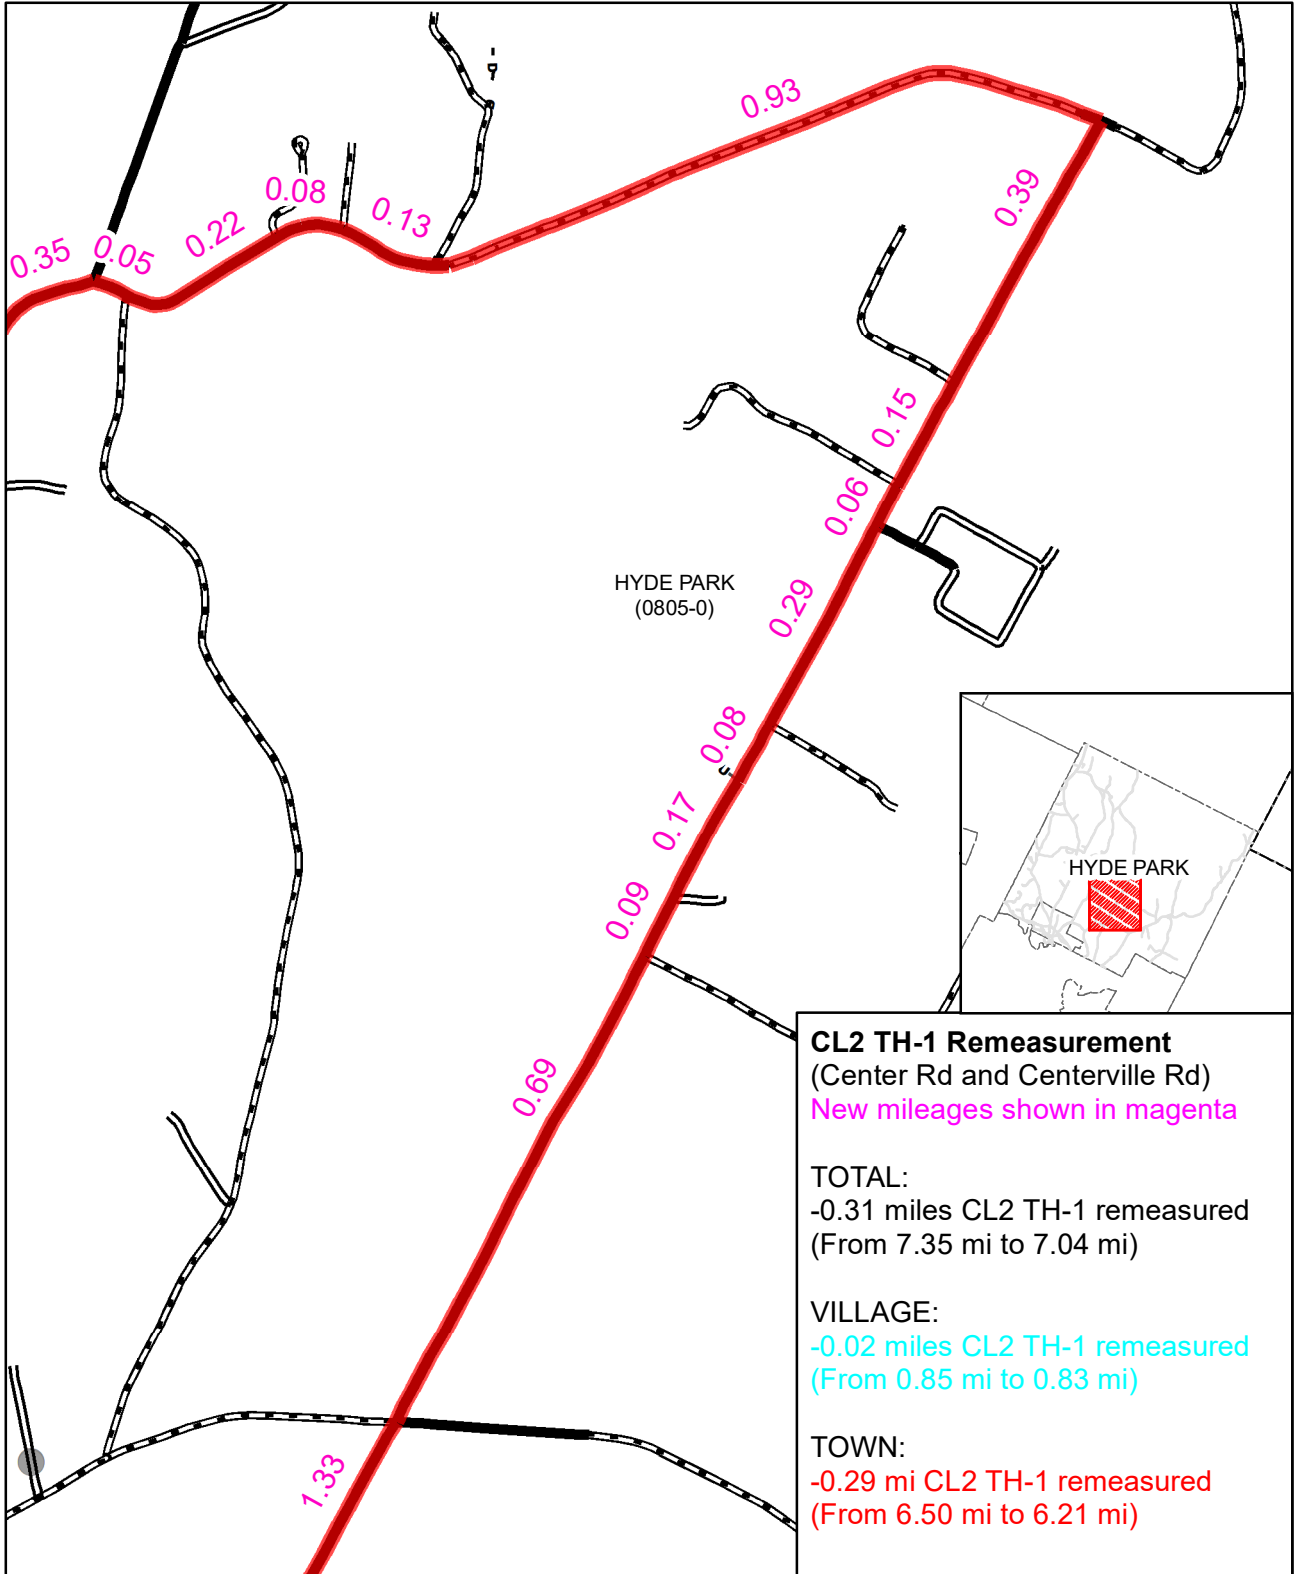 0.93
0.39
0.08
0.13
0.22
0.35
0.05
0.15
0.06
HYDE PARK
(0805-0)
0.29
0.08
0.17
0.09
0.69
1.33
HYDE PARK
CL2 TH-1 Remeasurement
(Center Rd and Centerville Rd)
New mileages shown in magenta
TOTAL:
-0.31 miles CL2 TH-1 remeasured
(From 7.35 mi to 7.04 mi)
VILLAGE:
-0.02 miles CL2 TH-1 remeasured
(From 0.85 mi to 0.83 mi)
TOWN:
-0.29 mi CL2 TH-1 remeasured
(From 6.50 mi to 6.21 mi)